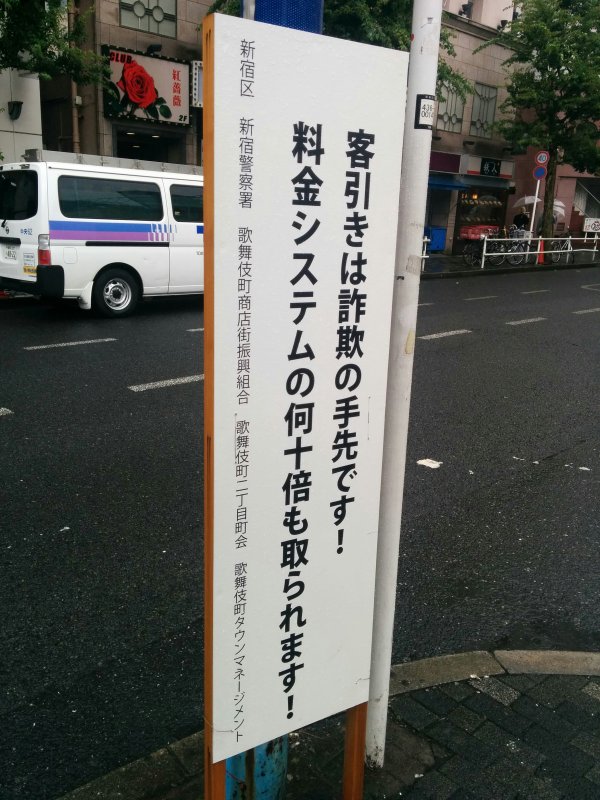 客引きは詐欺の手先です！
料金システムの何十倍も取られます！
新宿区 新宿警察署 歌舞伎町商店街振興組合 歌舞伎町二丁目町会 歌舞伎町タウンマネージメント
CLUB
紅薔薇
2F
40